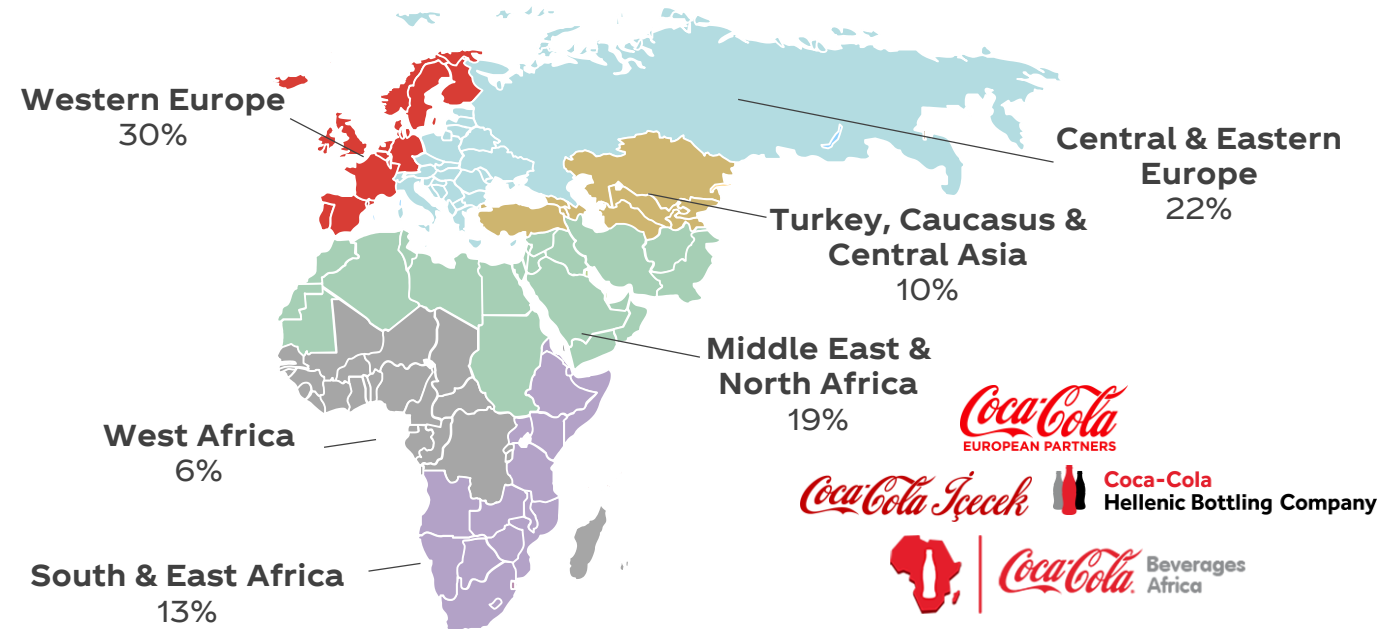 Western Europe
30%
Central & Eastern
Europe
22%
Turkey, Caucasus &
Central Asia
10%
Middle East &
North Africa
19%
West Africa
6%
South & East Africa
13%
Coca-Cola
EUROPEAN PARTNERS
Coca-Cola İçecek
Coca-Cola
Hellenic Bottling Company
Coca-Cola
Beverages
Africa